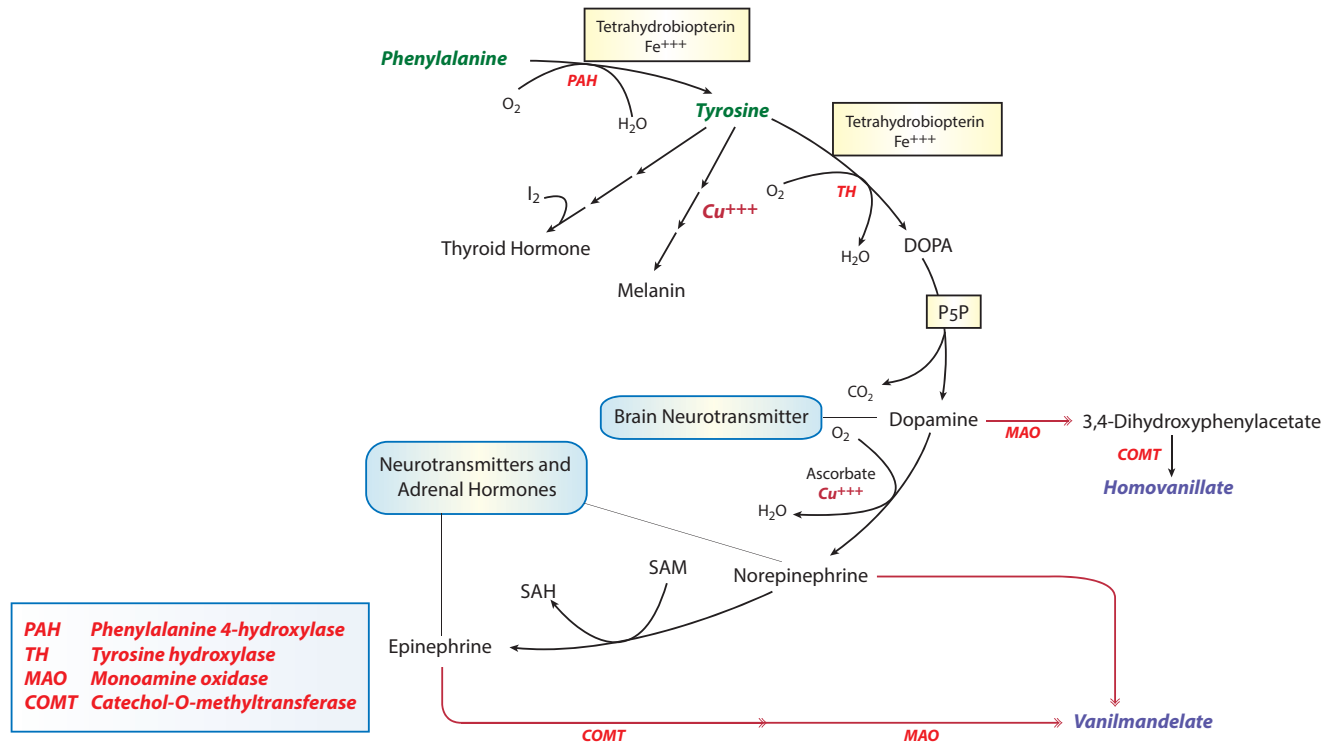 Tetrahydrobiopterin
Fe+++
Phenylalanine
PAH
O2
H2O
Tyrosine
Tetrahydrobiopterin
Fe+++
O2
TH
I2
Cu+++
Thyroid Hormone
H2O
DOPA
Melanin
P5P
CO2
Brain Neurotransmitter
Dopamine
MAO
3,4-Dihydroxyphenylacetate
O2
COMT
Neurotransmitters and
Adrenal Hormones
Ascorbate
Cu+++
Homovanillate
H2O
SAM
Norepinephrine
SAH
Epinephrine
PAH Phenylalanine 4-hydroxylase
TH Tyrosine hydroxylase
MAO Monoamine oxidase
COMT Catechol-O-methyltransferase
Vanilmandelate
COMT
MAO